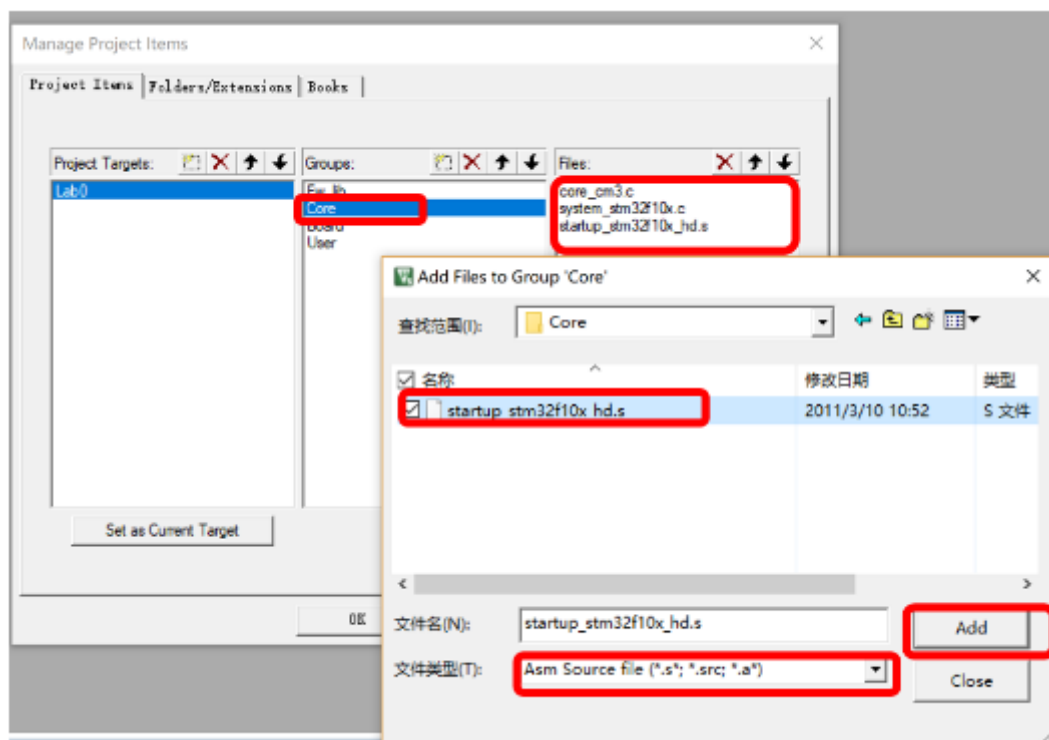 Manage Project Items
Project Items Folders/Extensions Books
Project Targets: Groups: Files:
Lab0
Fw_lib
Core
Board
User
core_cm3.c
system_stm32f10x.c
startup_stm32f10x_hd.s
Set as Current Target
OK
Add Files to Group 'Core'
查找范围(I): Core
名称 修改日期 类型
startup_stm32f10x_hd.s 2011/3/10 10:52 S 文件
文件名(N): startup_stm32f10x_hd.s Add
文件类型(T): Asm Source file (*.s*; *.src; *.a*)
Close